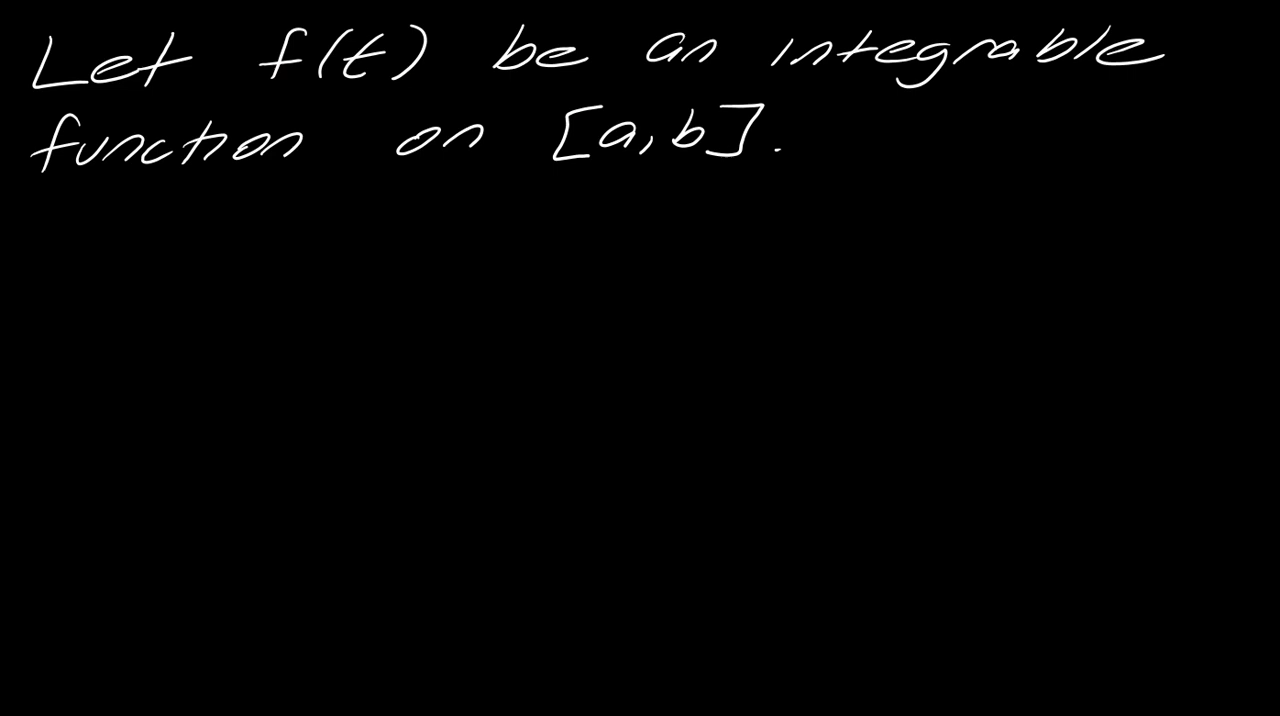 Let f(t) be an integrable
function on [a,b].